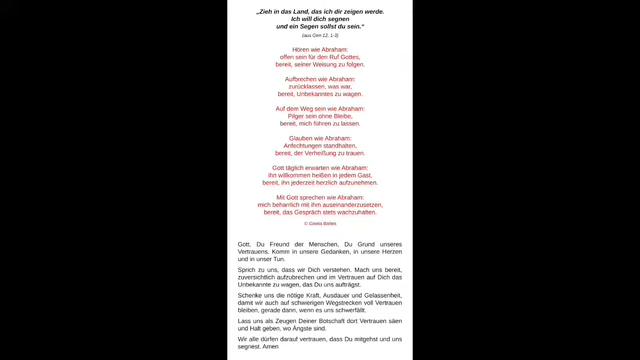 „Zieh in das Land, das ich dir zeigen werde.
Ich will dich segnen
und ein Segen sollst du sein.“
(aus Gen 12, 1-3)
Hören wie Abraham:
offen sein für den Ruf Gottes,
bereit, seiner Weisung zu folgen.
Aufbrechen wie Abraham:
zurücklassen, was war,
bereit, Unbekanntes zu wagen.
Auf dem Weg sein wie Abraham:
Pilger sein ohne Bleibe,
bereit, mich führen zu lassen.
Glauben wie Abraham:
Anfechtungen standhalten,
bereit, der Verheißung zu trauen.
Gott täglich erwarten wie Abraham:
ihn willkommen heißen in jedem Gast,
bereit, ihn jederzeit herzlich aufzunehmen.
Mit Gott sprechen wie Abraham:
mich beharrlich mit ihm auseinanderzusetzen,
bereit, das Gespräch stets wachzuhalten.
© Gisela Baltes
Gott, Du Freund der Menschen, Du Grund unseres
Vertrauens. Komm in unsere Gedanken, in unsere Herzen
und in unser Tun.
Sprich zu uns, dass wir Dich verstehen. Mach uns bereit,
zuversichtlich aufzubrechen und im Vertrauen auf Dich das
Unbekannte zu wagen, das Du uns aufträgst.
Schenke uns die nötige Kraft, Ausdauer und Gelassenheit,
damit wir auch auf schwierigen Wegstrecken voll Vertrauen
bleiben, gerade dann, wenn es uns schwerfällt.
Lass uns als Zeugen Deiner Botschaft dort Vertrauen säen
und Halt geben, wo Ängste sind.
Wir alle dürfen darauf vertrauen, dass Du mitgehst und uns
segnest. Amen